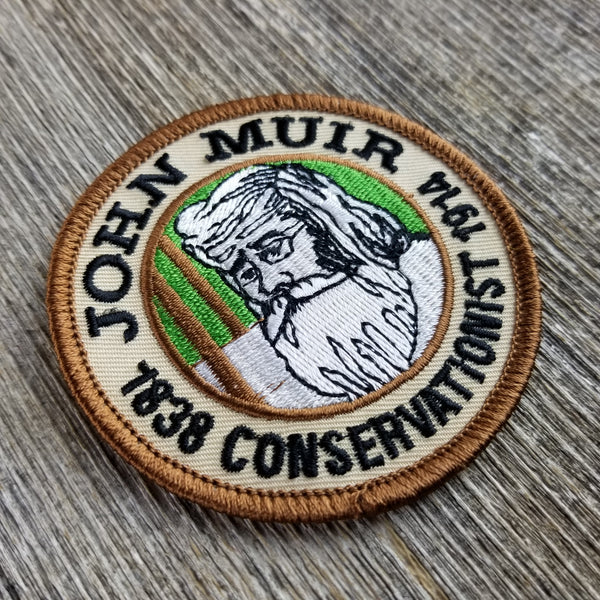 JOHN MUIR
1838 CONSERVATIONIST 1914